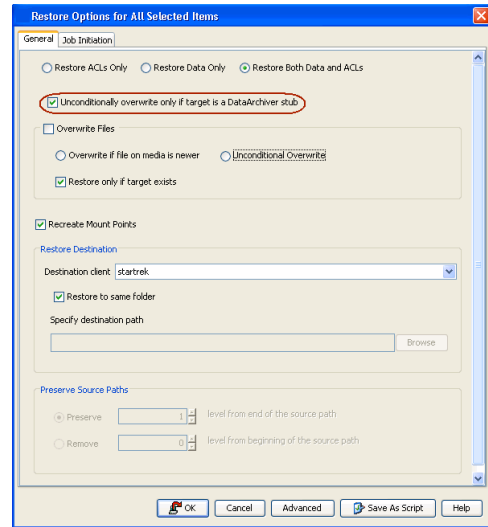 Restore Options for All Selected Items
General Job Initiation
Restore ACLs Only Restore Data Only Restore Both Data and ACLs
Unconditionally overwrite only if target is a DataArchiver stub
Overwrite Files
Overwrite if file on media is newer Unconditional Overwrite
Restore only if target exists
Recreate Mount Points
Restore Destination
Destination client startrek
Restore to same folder
Specify destination path
Browse
Preserve Source Paths
Preserve 1 level from end of the source path
Remove 0 level from beginning of the source path
OK Cancel Advanced Save As Script Help